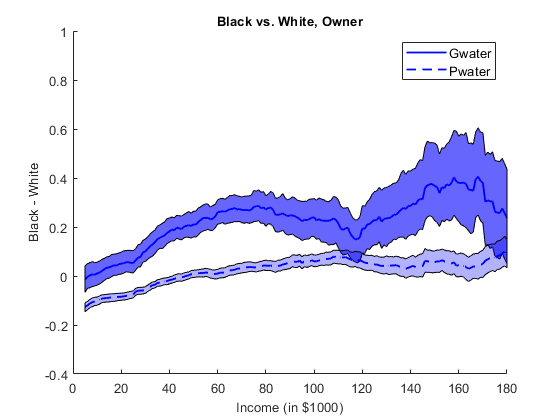 Black vs. White, Owner
Gwater
Pwater
Black - White
1
0.8
0.6
0.4
0.2
0
-0.2
-0.4
0 20 40 60 80 100 120 140 160 180
Income (in $1000)